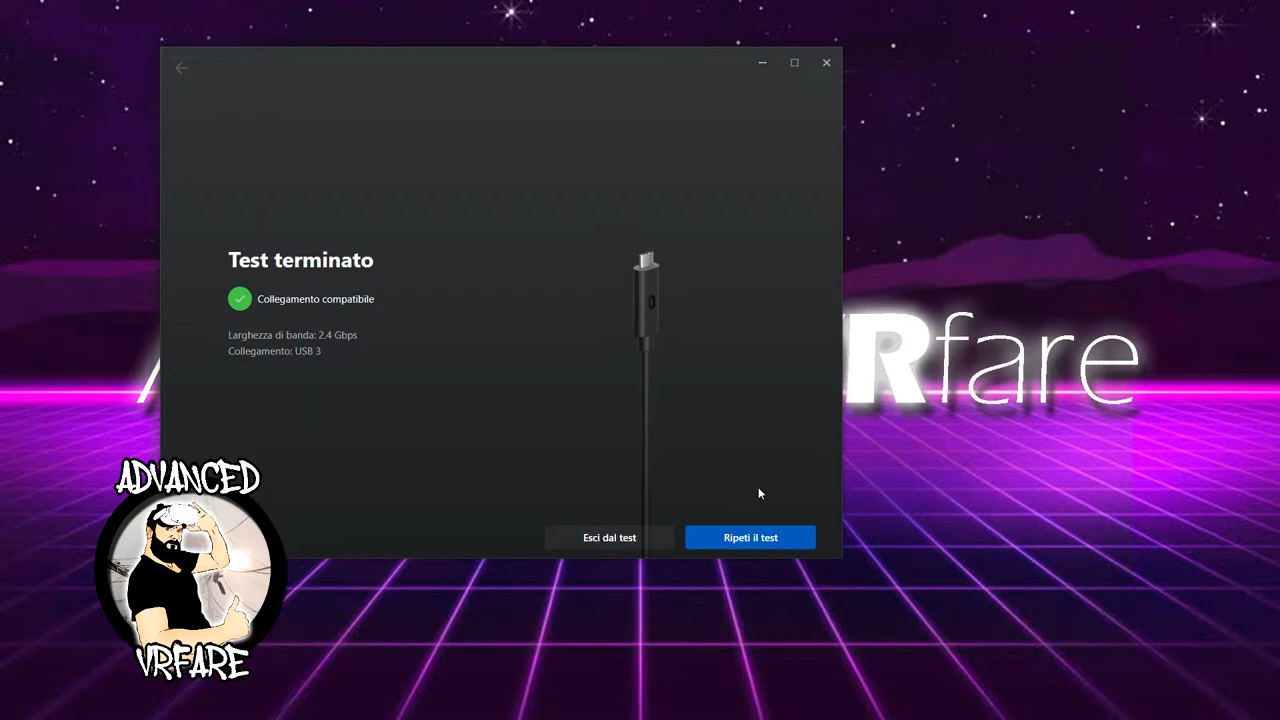 Test terminato
Collegamento compatibile
Larghezza di banda: 2.4 Gbps
Collegamento: USB 3
Rfare
Esci dal test
Ripeti il test
ADVANCED
VRFARE